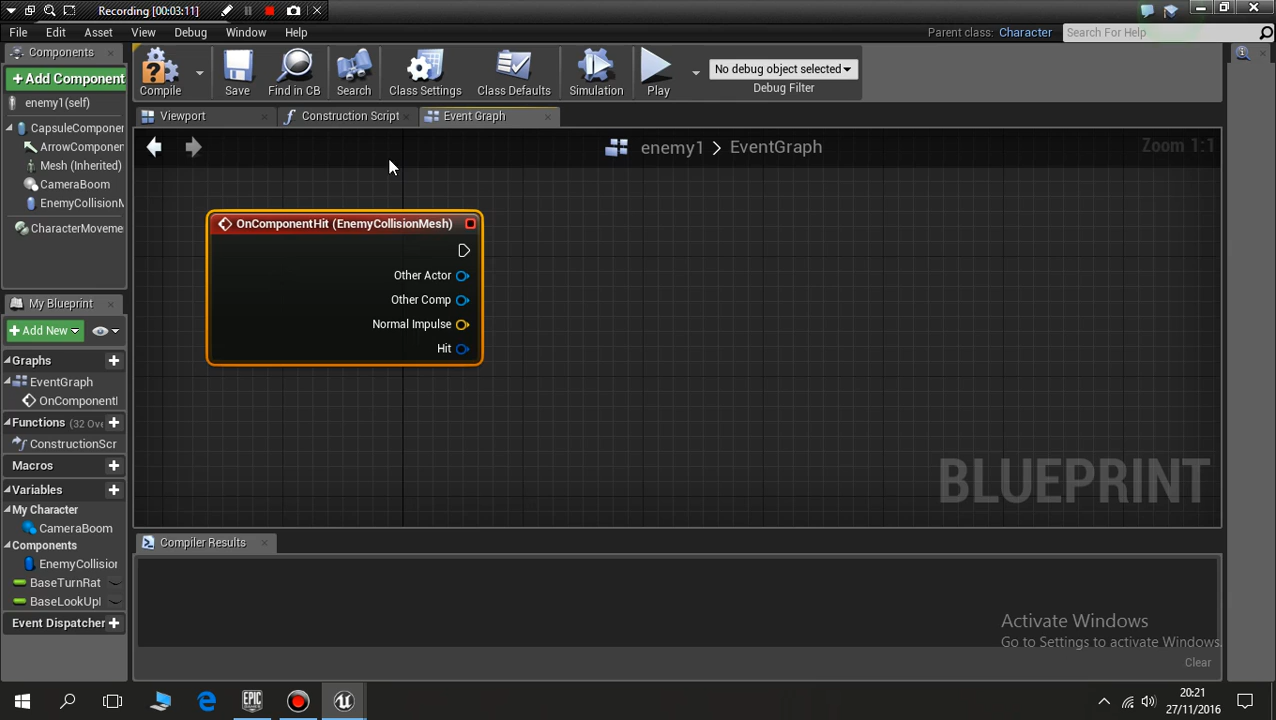 Recording [00:03:11]
File Edit Asset View Debug Window Help
Parent class: Character
Search For Help
Components
+ Add Component
enemy1(self)
CapsuleComponen
ArrowComponen
Mesh (Inherited)
CameraBoom
EnemyCollisionM
CharacterMoveme
Compile
Save
Find in CB
Search
Class Settings
Class Defaults
Simulation
Play
No debug object selected
Debug Filter
Viewport
Construction Script
Event Graph
enemy1 > EventGraph
Zoom 1:1
OnComponentHit (EnemyCollisionMesh)
Other Actor
Other Comp
Normal Impulse
Hit
BLUEPRINT
My Blueprint
+ Add New
Graphs
EventGraph
OnComponentI
Functions (32 Ove
ConstructionScr
Macros
Variables
My Character
CameraBoom
Components
EnemyCollision
BaseTurnRat
BaseLookUpI
Event Dispatcher
Compiler Results
Activate Windows
Go to Settings to activate Windows.
Clear
EPIC
20:21
27/11/2016